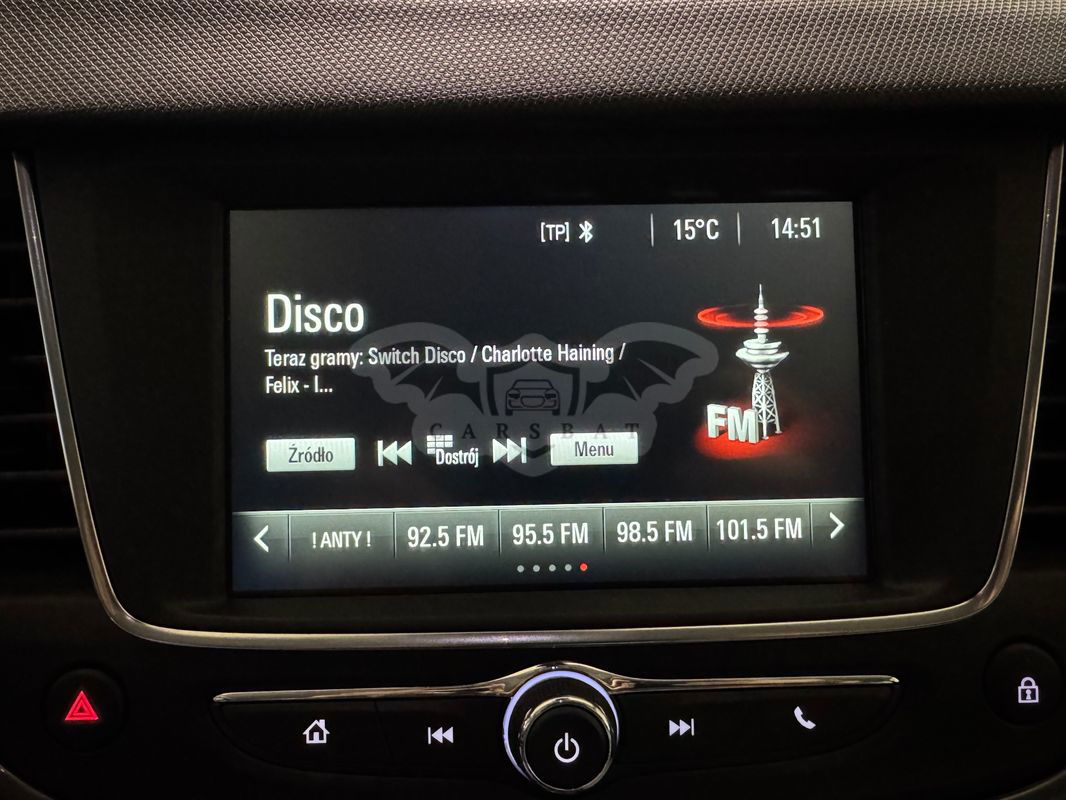 [TP] 15°C 14:51
Disco
Teraz gramy: Switch Disco / Charlotte Haining /
Felix - I...
FM
CARSBAT
Źródło Dostrój Menu
! ANTY ! 92.5 FM 95.5 FM 98.5 FM 101.5 FM